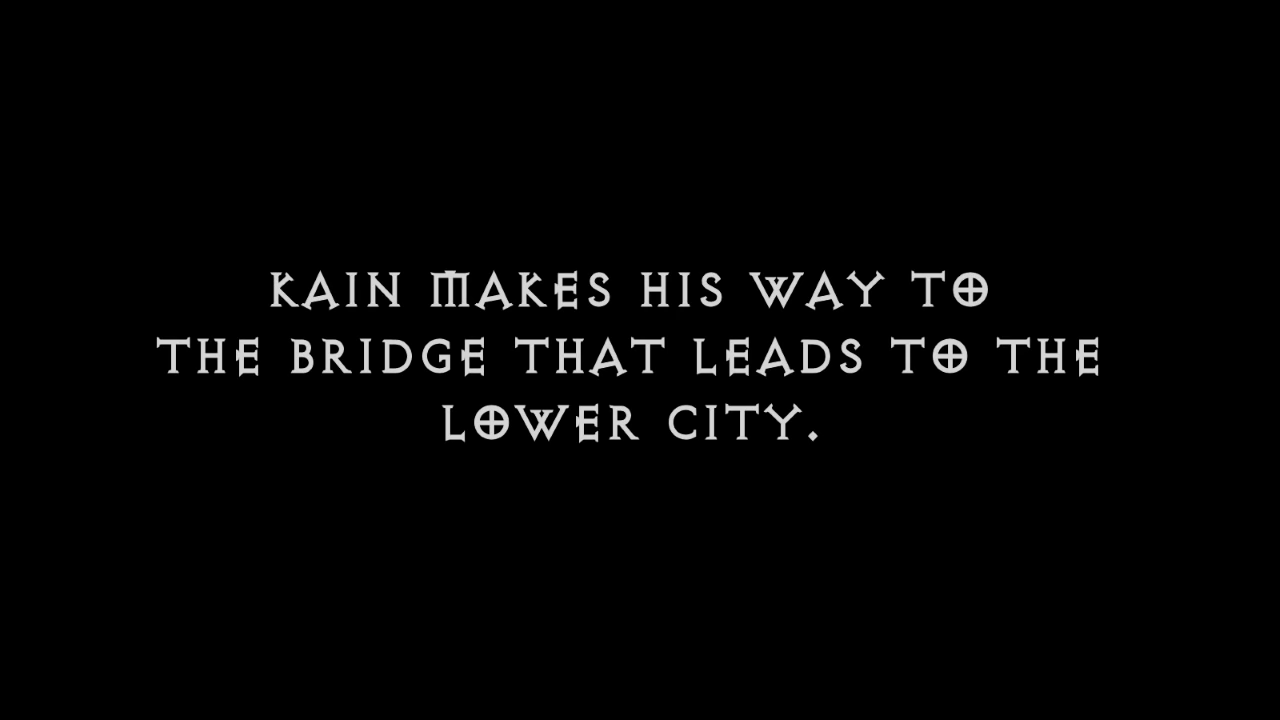 KAIN MAKES HIS WAY TO
THE BRIDGE THAT LEADS TO THE
LOWER CITY.